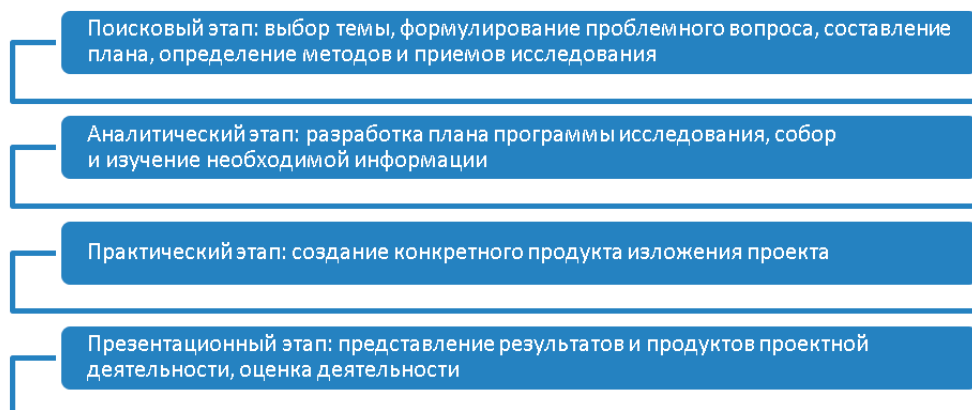 Поисковый этап: выбор темы, формулирование проблемного вопроса, составление
плана, определение методов и приемов исследования
Аналитический этап: разработка плана программы исследования, собор
и изучение необходимой информации
Практический этап: создание конкретного продукта изложения проекта
Презентационный этап: представление результатов и продуктов проектной
деятельности, оценка деятельности